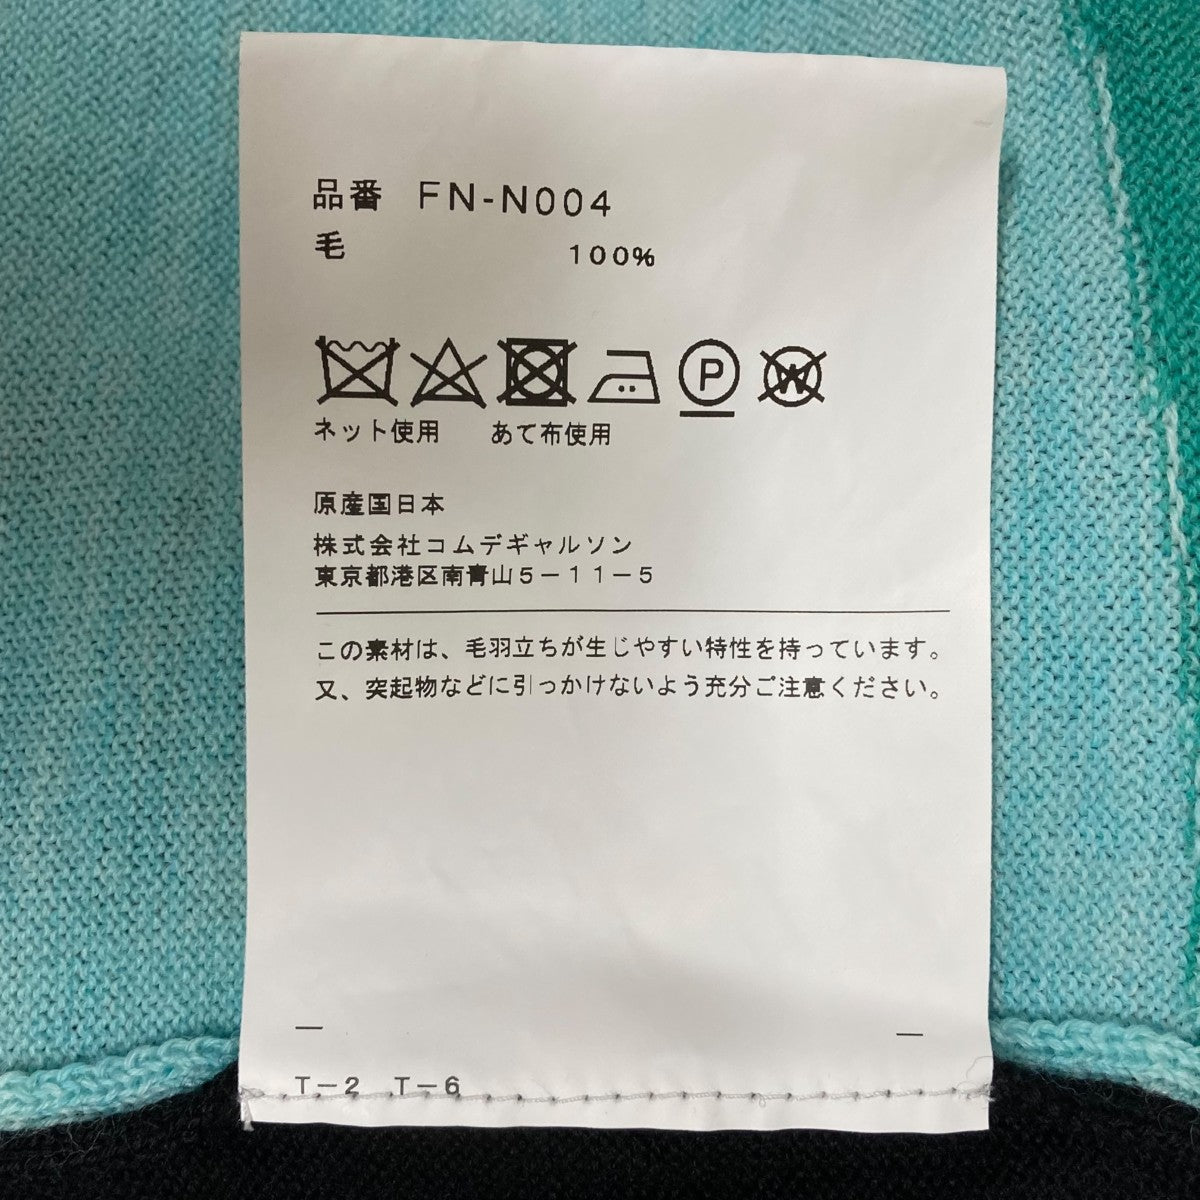 品番 FN-N004
毛 100%
P W
ネット使用 あて布使用
原産国日本
株式会社コムデギャルソン
東京都港区南青山5-11-5
この素材は、毛羽立ちが生じやすい特性を持っています。
又、突起物などに引っかけないよう充分ご注意ください。
T-2 T-6